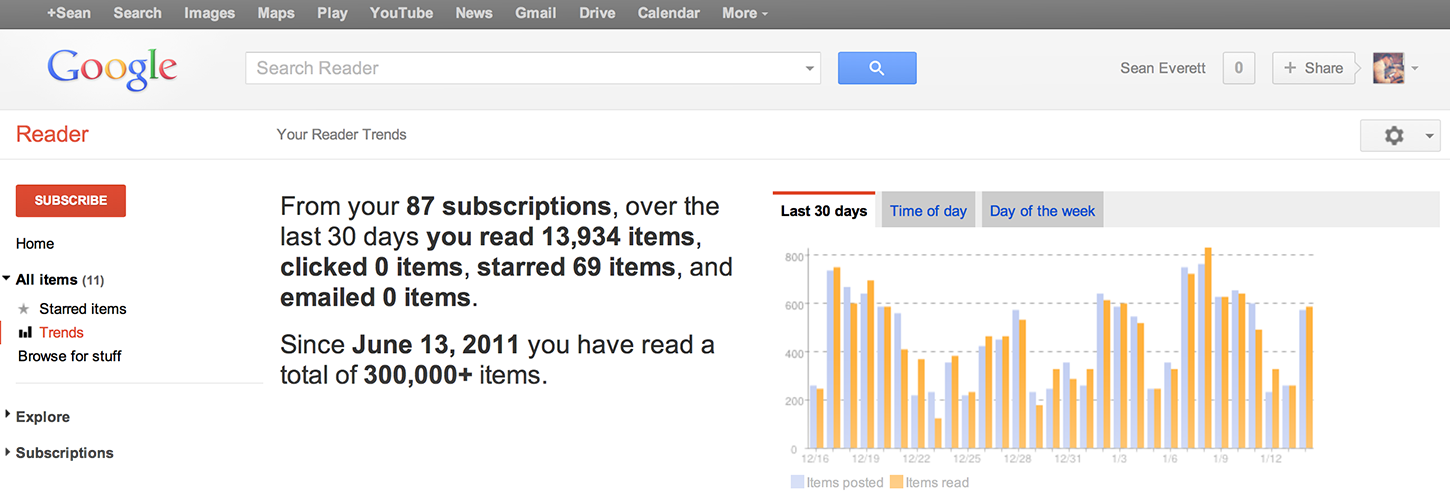 +Sean Search Images Maps Play YouTube News Gmail Drive Calendar More
Google
Search Reader
Sean Everett
0
+ Share
Reader
Your Reader Trends
SUBSCRIBE
Home
All items (11)
Starred items
Trends
Browse for stuff
Explore
Subscriptions
From your 87 subscriptions, over the
last 30 days you read 13,934 items,
clicked 0 items, starred 69 items, and
emailed 0 items.
Since June 13, 2011 you have read a
total of 300,000+ items.
Last 30 days Time of day Day of the week
800
600
400
200
0
12/16 12/19 12/22 12/25 12/28 12/31 1/3 1/6 1/9 1/12
Items posted Items read